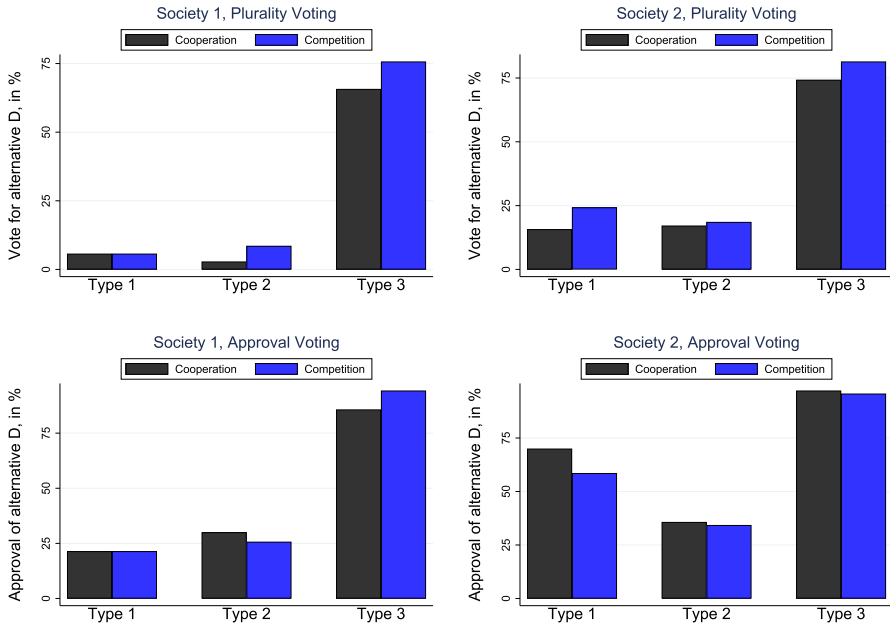 Society 1, Plurality Voting
Cooperation Competition
Vote for alternative D, in %
75
50
25
0
Type 1 Type 2 Type 3
Society 2, Plurality Voting
Cooperation Competition
Vote for alternative D, in %
75
50
25
0
Type 1 Type 2 Type 3
Society 1, Approval Voting
Cooperation Competition
Approval of alternative D, in %
75
50
25
0
Type 1 Type 2 Type 3
Society 2, Approval Voting
Cooperation Competition
Approval of alternative D, in %
75
50
25
0
Type 1 Type 2 Type 3